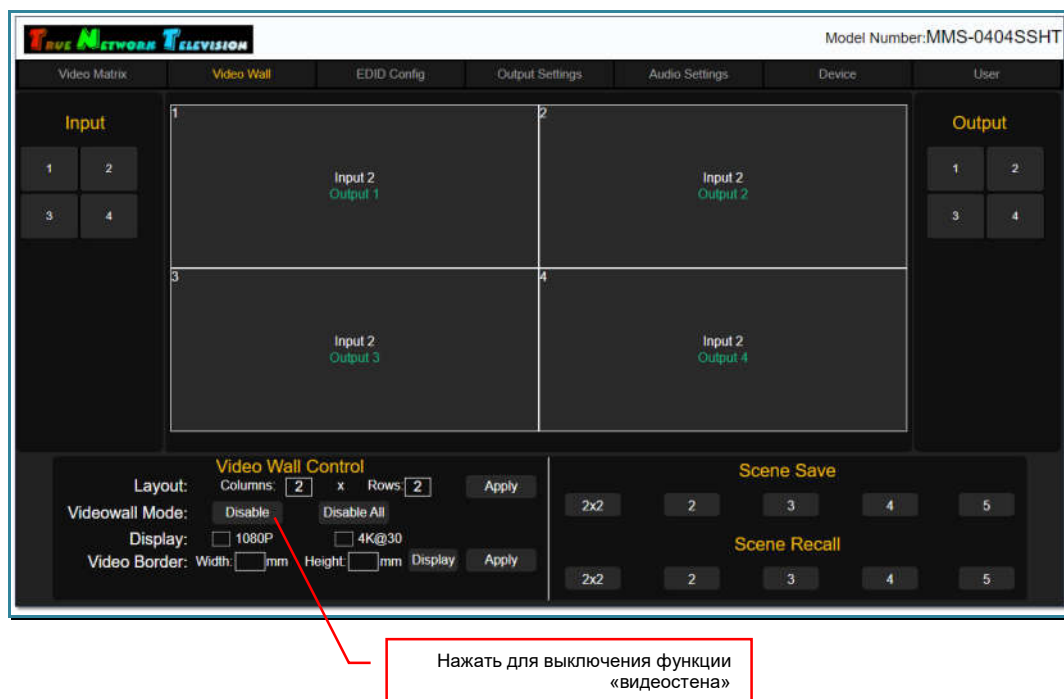 True Network Television
Model Number:MMS-0404SSHT
Video Matrix Video Wall EDID Config Output Settings Audio Settings Device User
Input
1 2
3 4
1
Input 2
Output 1
2
Input 2
Output 2
3
Input 2
Output 3
4
Input 2
Output 4
Output
1 2
3 4
Video Wall Control
Layout: Columns: 2 x Rows: 2 Apply
Videowall Mode: Disable Disable All
Display: 1080P 4K@30
Video Border: Width: mm Height: mm Display Apply
Scene Save
2x2 2 3 4 5
Scene Recall
2x2 2 3 4 5
Нажать для выключения функции
«видеостена»